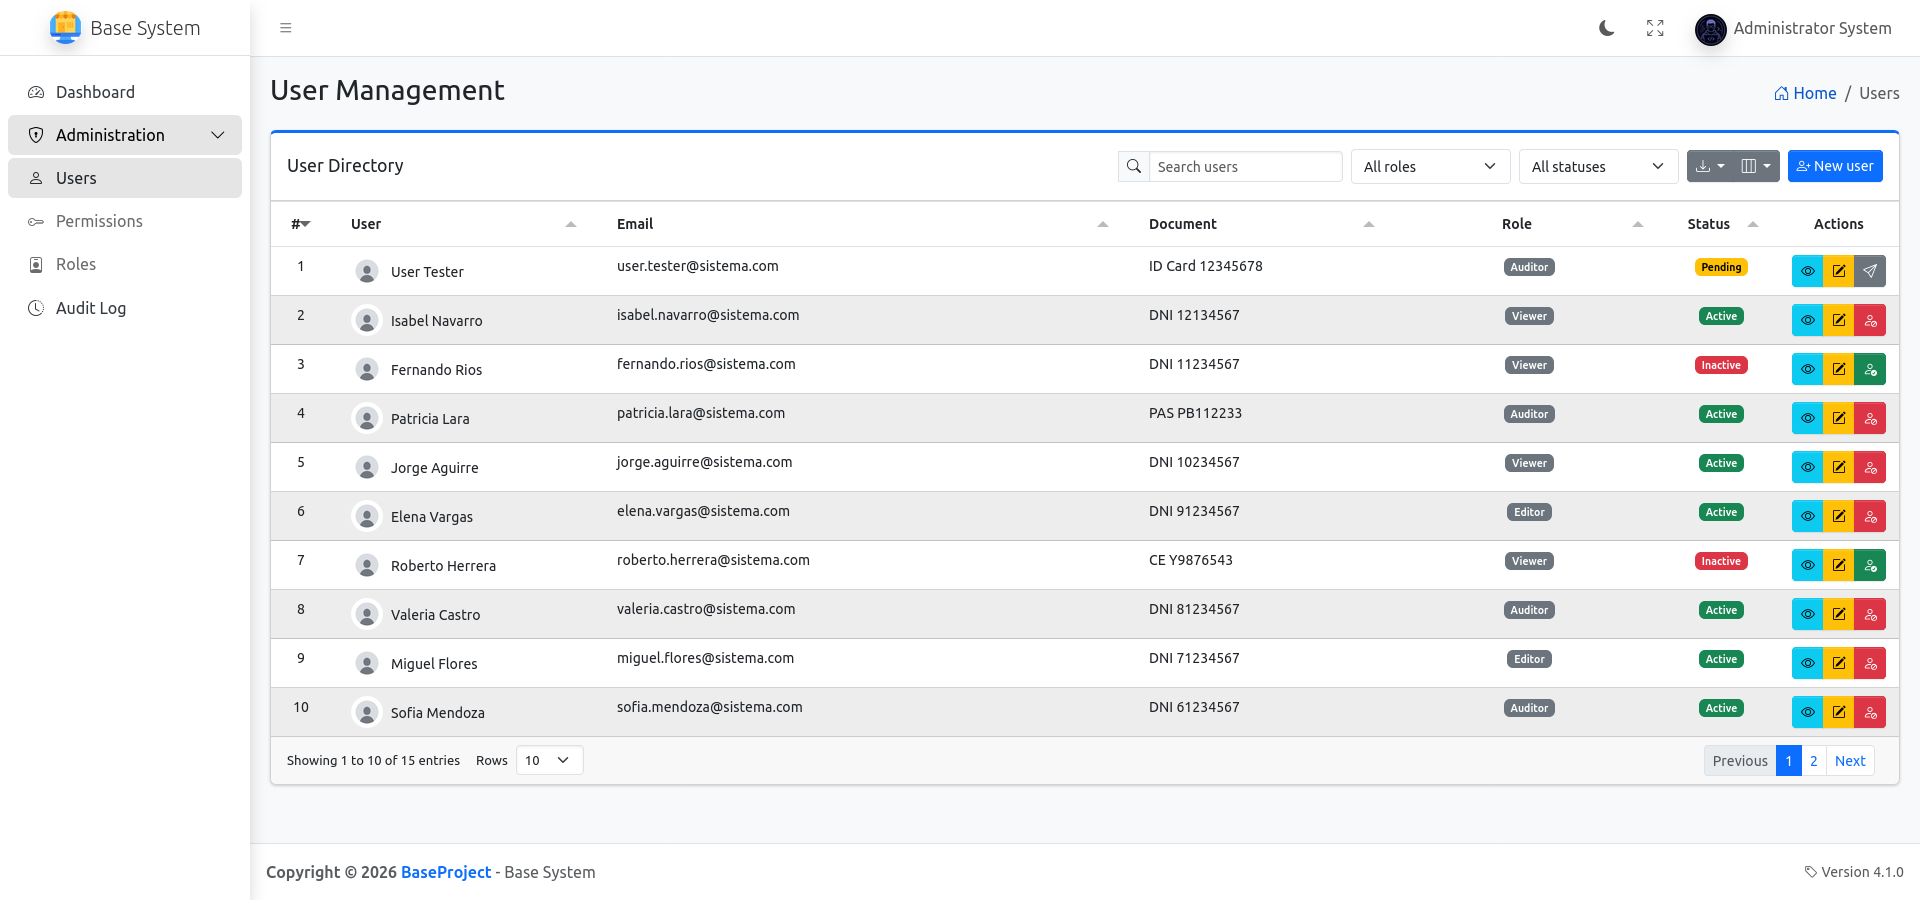 Base System
Administrator System
Dashboard
Administration
Users
Permissions
Roles
Audit Log
User Management
Home / Users
User Directory
Search users
All roles
All statuses
New user
# User Email Document Role Status Actions
1 User Tester user.tester@sistema.com ID Card 12345678 Auditor Pending
2 Isabel Navarro isabel.navarro@sistema.com DNI 12134567 Viewer Active
3 Fernando Rios fernando.rios@sistema.com DNI 11234567 Viewer Inactive
4 Patricia Lara patricia.lara@sistema.com PAS PB112233 Auditor Active
5 Jorge Aguirre jorge.aguirre@sistema.com DNI 10234567 Viewer Active
6 Elena Vargas elena.vargas@sistema.com DNI 91234567 Editor Active
7 Roberto Herrera roberto.herrera@sistema.com CE Y9876543 Viewer Inactive
8 Valeria Castro valeria.castro@sistema.com DNI 81234567 Auditor Active
9 Miguel Flores miguel.flores@sistema.com DNI 71234567 Editor Active
10 Sofia Mendoza sofia.mendoza@sistema.com DNI 61234567 Auditor Active
Showing 1 to 10 of 15 entries Rows 10
Previous 1 2 Next
Copyright © 2026 BaseProject - Base System
Version 4.1.0